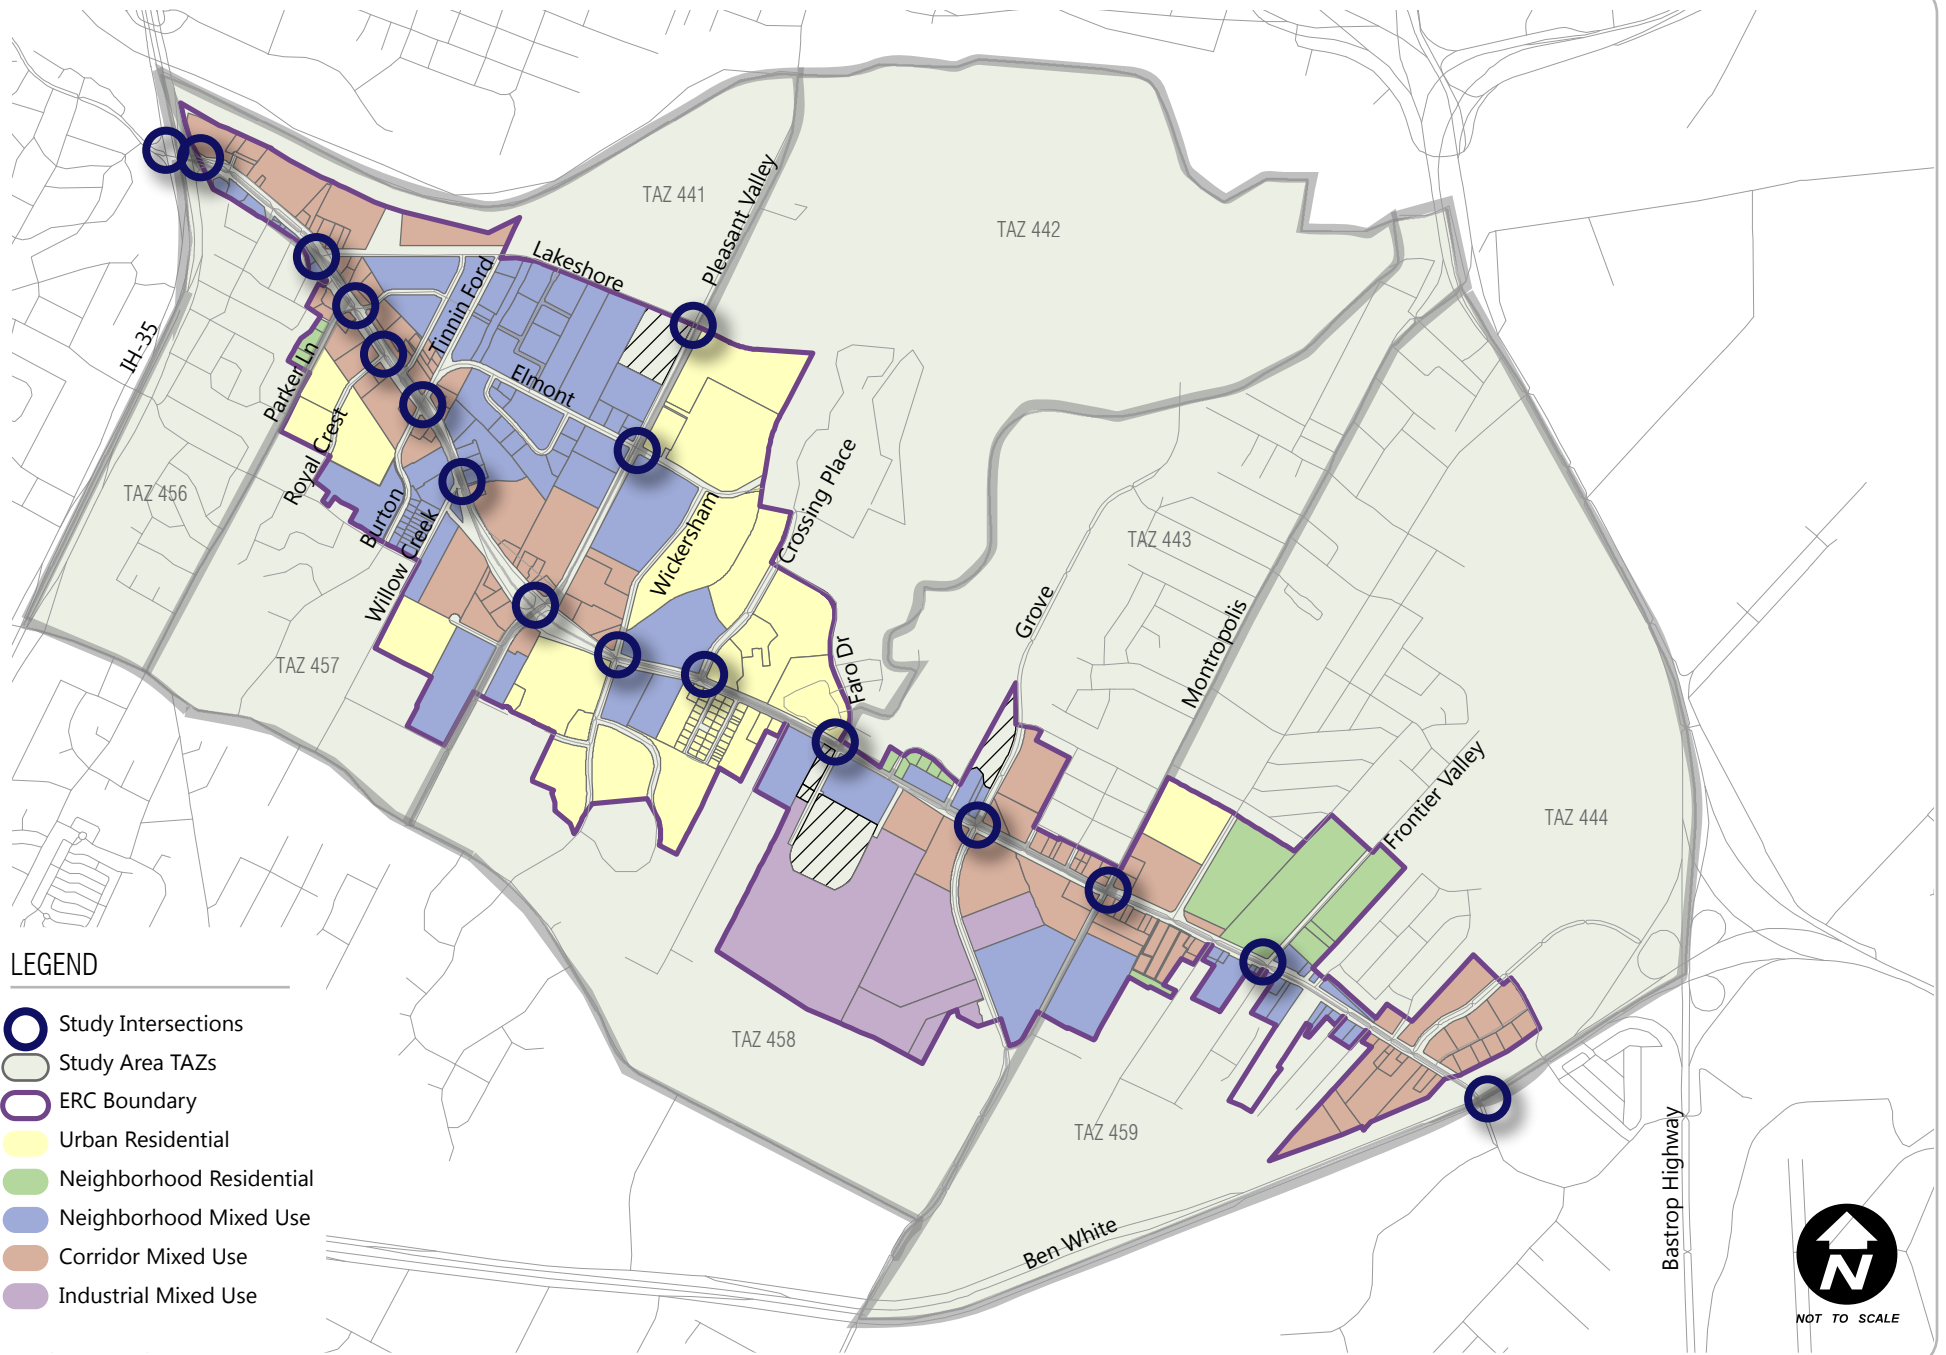 TAZ 441
TAZ 442
Pleasant Valley
Lakeshore
Tinnin Ford
IH-35
Parker Ln
Elmont
Royal Crest
TAZ 456
Burton
Willow Creek
Wickersham
Crossing Place
TAZ 443
Grove
Montropolis
TAZ 457
Faro Dr
Frontier Valley
TAZ 444
TAZ 458
TAZ 459
Ben White
Bastrop Highway
LEGEND
Study Intersections
Study Area TAZs
ERC Boundary
Urban Residential
Neighborhood Residential
Neighborhood Mixed Use
Corridor Mixed Use
Industrial Mixed Use
N
NOT TO SCALE